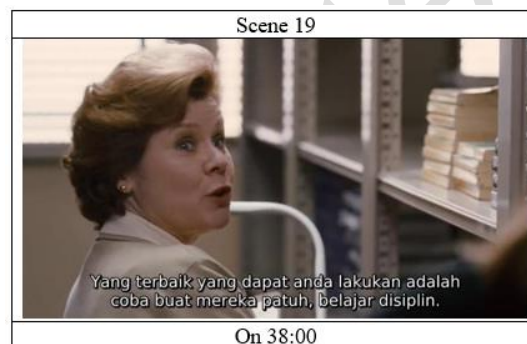 Scene 19
Yang terbaik yang dapat anda lakukan adalah
coba buat mereka patuh, belajar disiplin.
On 38:00